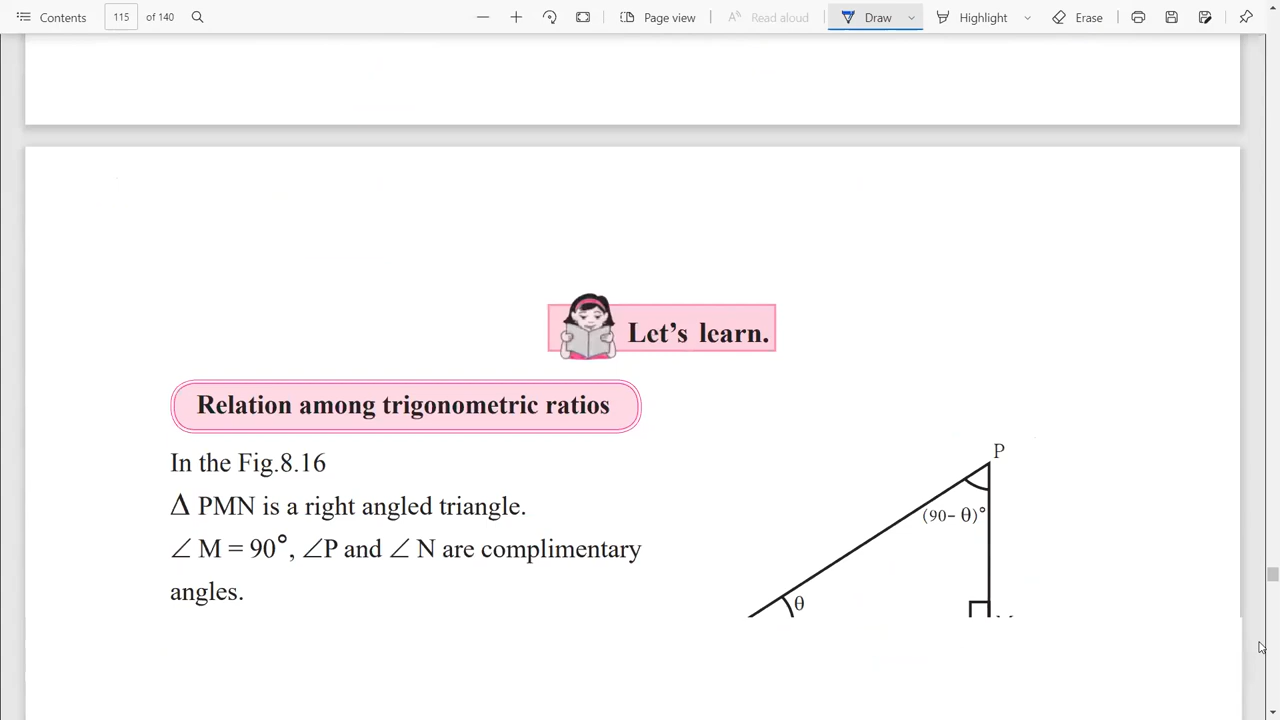 Contents 115 of 140 Page view Read aloud Draw Highlight Erase
Let's learn.
Relation among trigonometric ratios
In the Fig.8.16
Δ PMN is a right angled triangle.
∠ M = 90°, ∠P and ∠ N are complimentary
angles.
P
(90- θ)°
θ